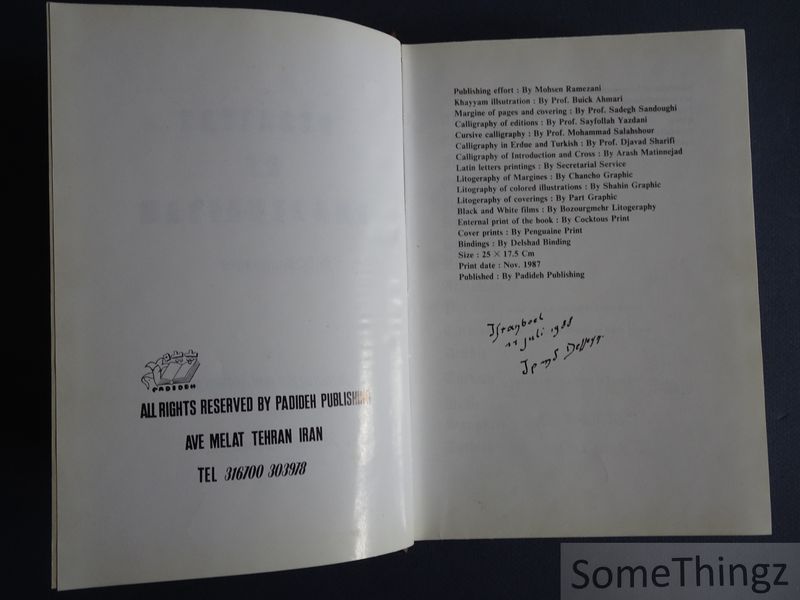 PADIDEH
ALL RIGHTS RESERVED BY PADIDEH PUBLISHING
AVE MELAT TEHRAN IRAN
TEL 316700 303978
Publishing effort : By Mohsen Ramezani
Khayyam illsutration : By Prof. Buick Ahmari
Margine of pages and covering : By Prof. Sadegh Sandoughi
Calligraphy of editions : By Prof. Sayfollah Yazdani
Cursive calligraphy : By Prof. Mohammad Salahshour
Calligraphy in Erdue and Turkish : By Prof. Djavad Sharifi
Calligraphy of Introduction and Cross : By Arash Matinnejad
Latin letters printings : By Secretarial Service
Litogeraphy of Margines : By Chancho Graphic
Litography of colored illustrations : By Shahin Graphic
Litogeraphy of coverings : By Part Graphic
Black and White films : By Bozourgmehr Litogeraphy
Enternal print of the book : By Cocktous Print
Cover prints : By Penguaine Print
Bindings : By Delshad Binding
Size : 25 × 17.5 Cm
Print date : Nov. 1987
Published : By Padideh Publishing
Istanboel
11 juli 1988
SomeThingz